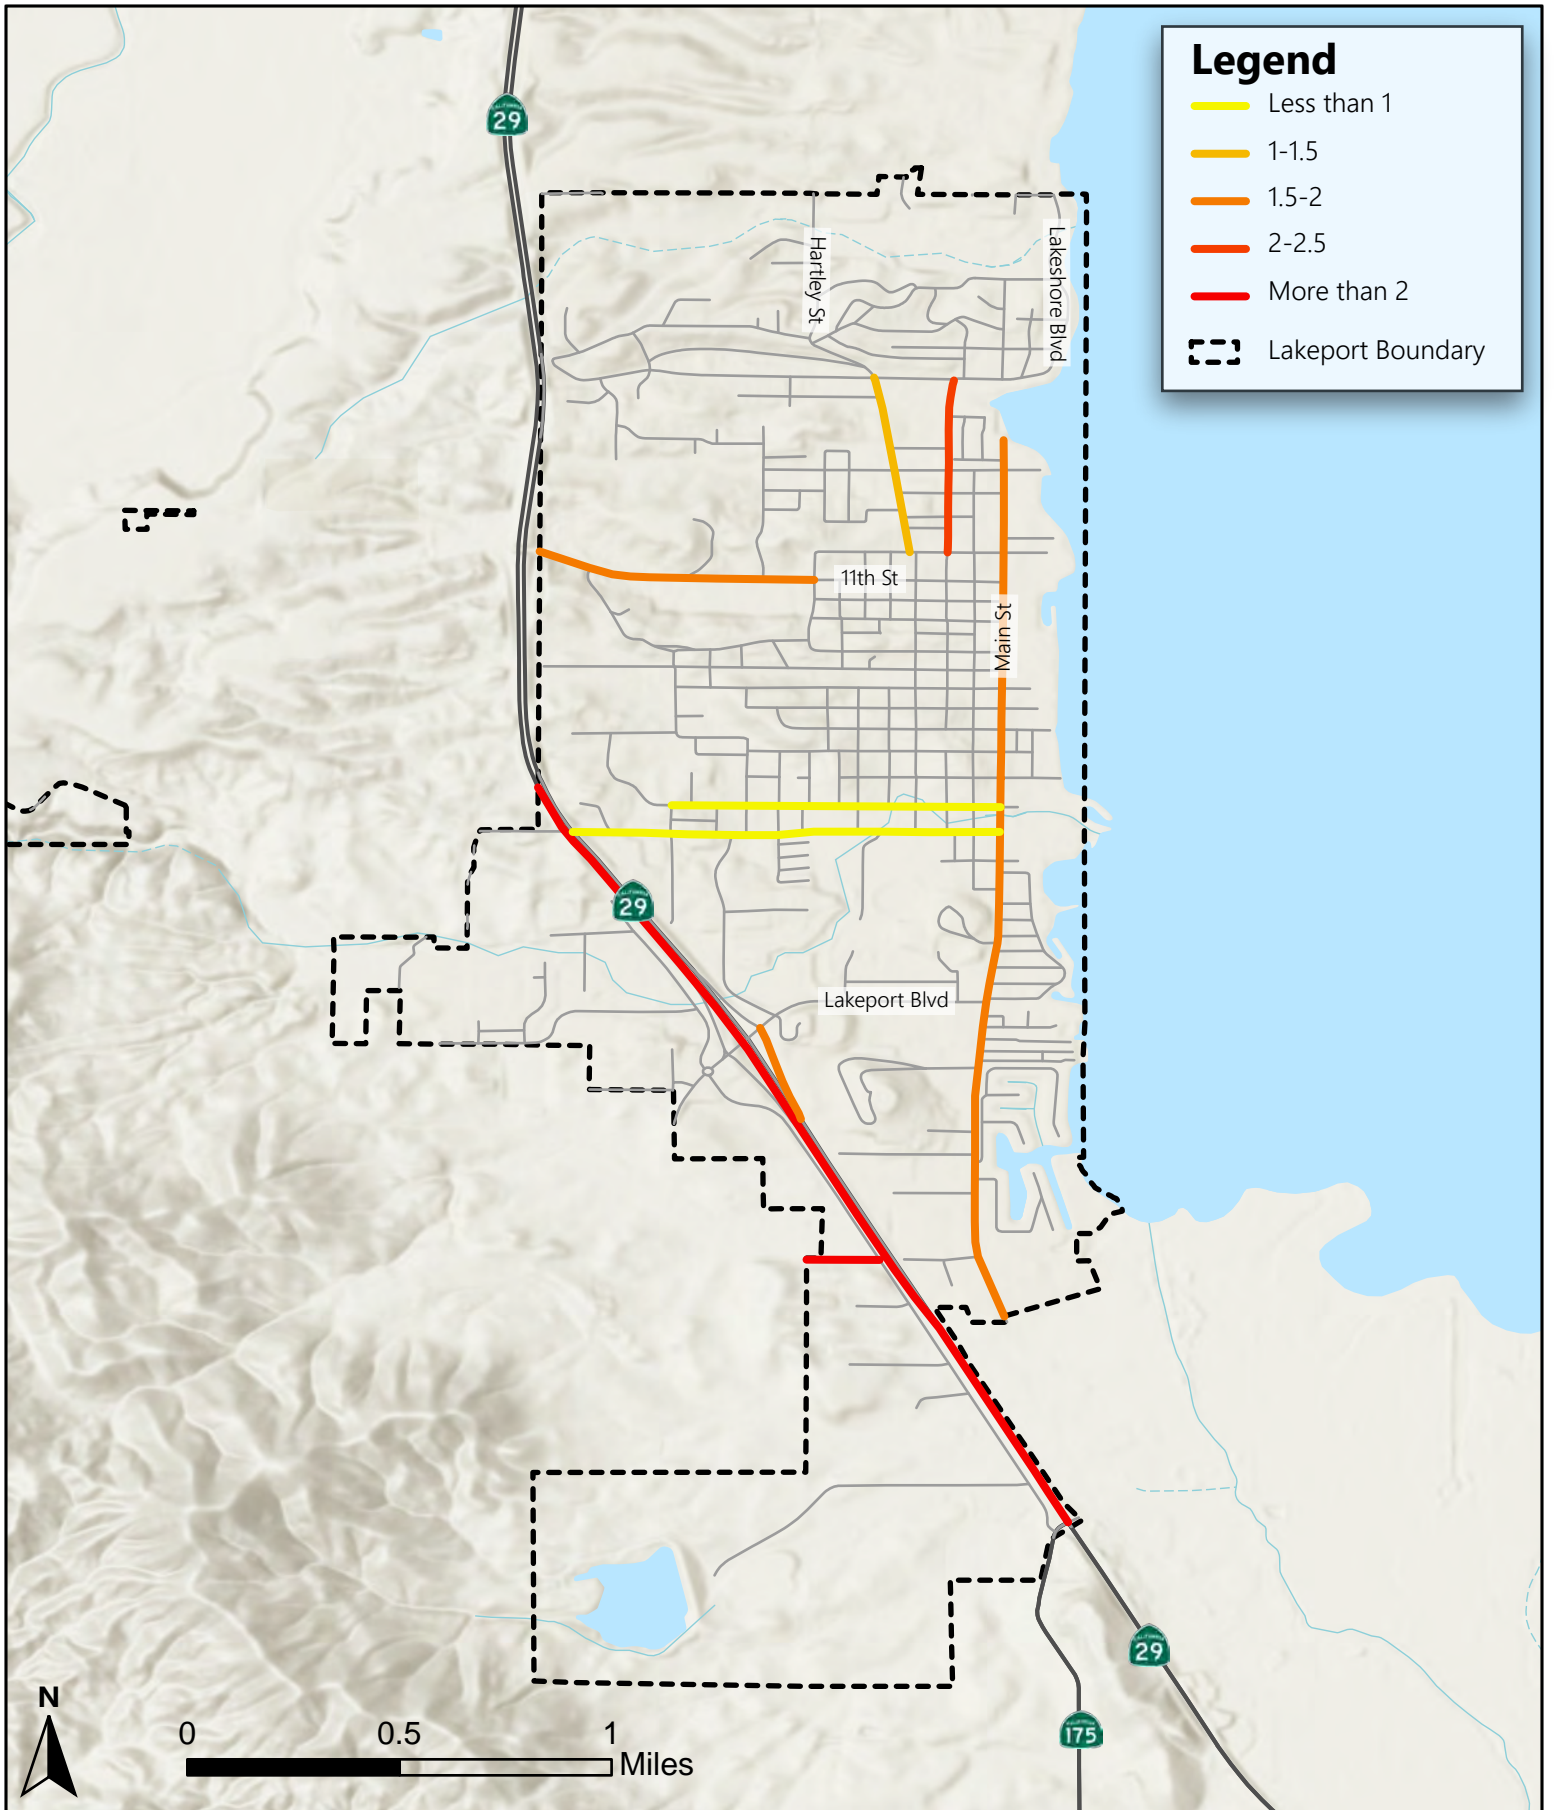 Legend
Less than 1
1-1.5
1.5-2
2-2.5
More than 2
Lakeport Boundary
29
Hartley St
Lakeshore Blvd
11th St
Main St
29
Lakeport Blvd
29
175
N
0 0.5 1
Miles